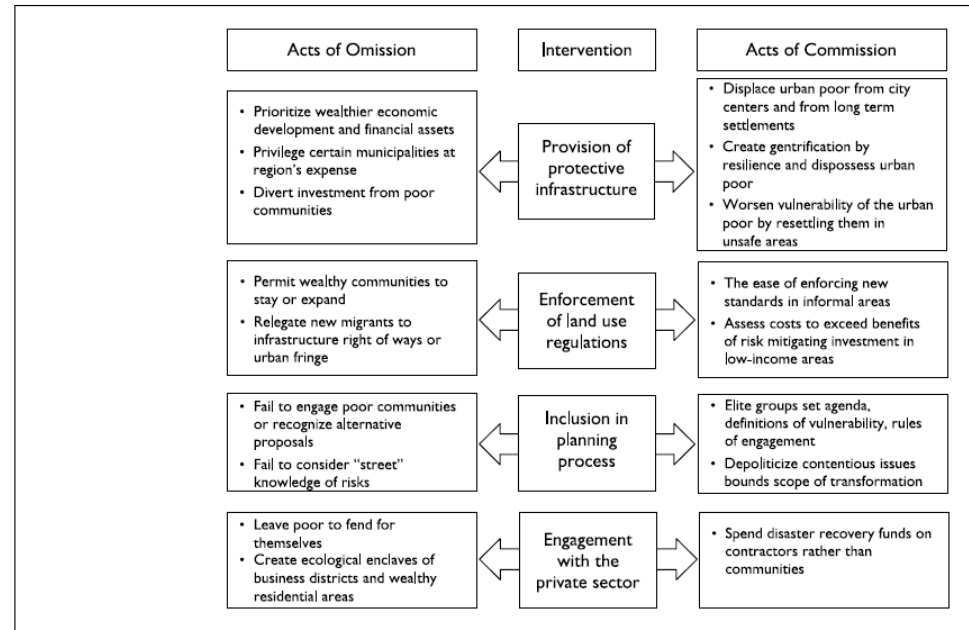 Acts of Omission
Intervention
Acts of Commission
• Prioritize wealthier economic
development and financial assets
• Privilege certain municipalities at
region's expense
• Divert investment from poor
communities
Provision of
protective
infrastructure
• Displace urban poor from city
centers and from long term
settlements
• Create gentrification by
resilience and dispossess urban
poor
• Worsen vulnerability of the urban
poor by resettling them in
unsafe areas
• Permit wealthy communities to
stay or expand
• Relegate new migrants to
infrastructure right of ways or
urban fringe
Enforcement
of land use
regulations
• The ease of enforcing new
standards in informal areas
• Assess costs to exceed benefits
of risk mitigating investment in
low-income areas
• Fail to engage poor communities
or recognize alternative
proposals
• Fail to consider “street”
knowledge of risks
Inclusion in
planning
process
• Elite groups set agenda,
definitions of vulnerability, rules
of engagement
• Depoliticize contentious issues
bounds scope of transformation
• Leave poor to fend for
themselves
• Create ecological enclaves of
business districts and wealthy
residential areas
Engagement
with the
private sector
• Spend disaster recovery funds on
contractors rather than
communities